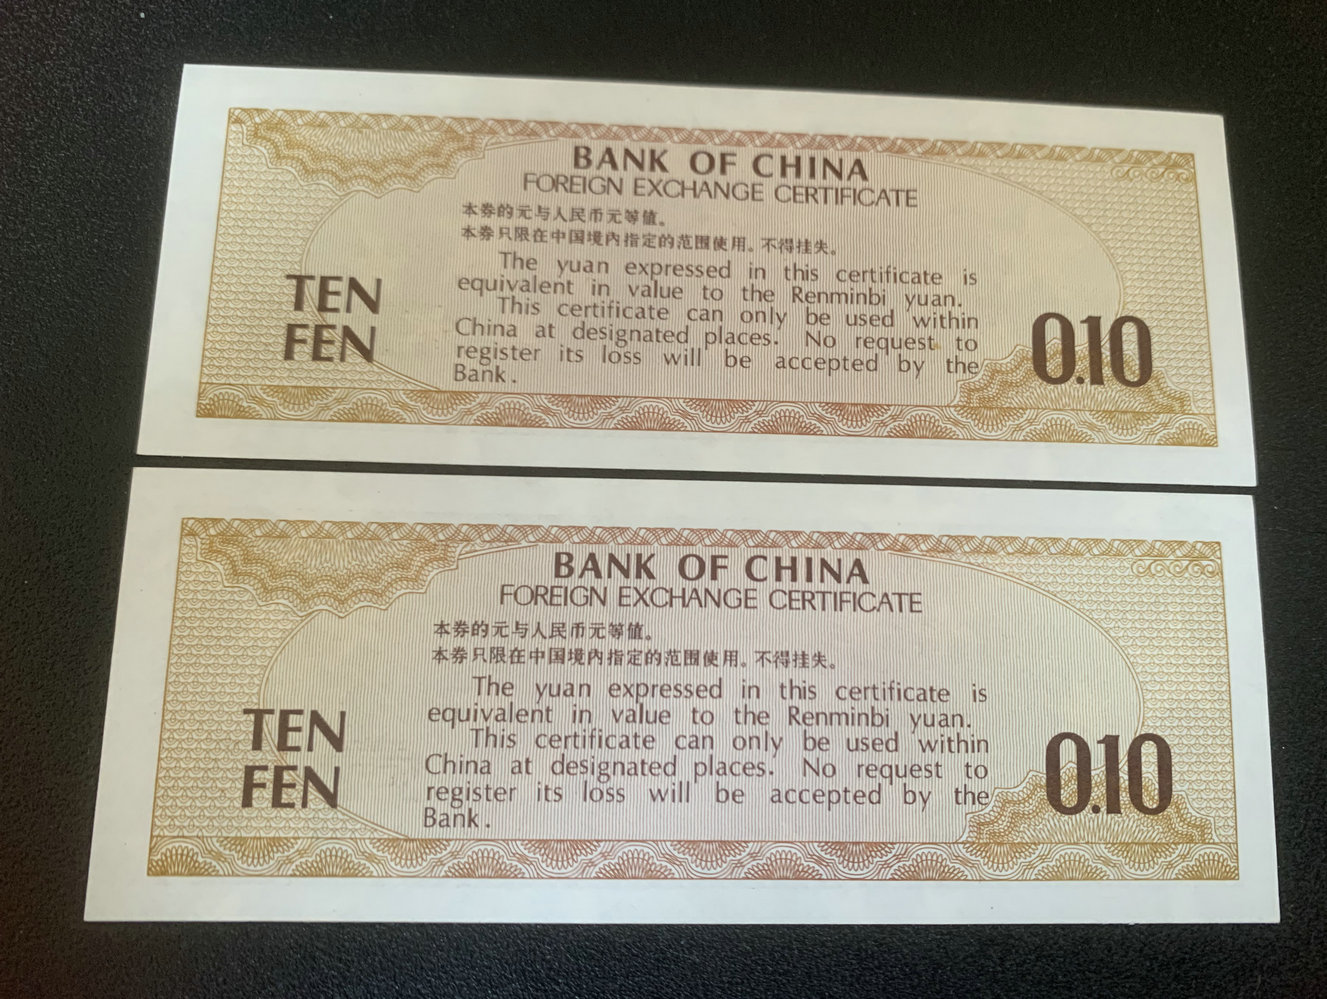 BANK OF CHINA
FOREIGN EXCHANGE CERTIFICATE
本券的元与人民币元等值。
本券只限在中国境内指定的范围使用。不得挂失。
The yuan expressed in this certificate is
equivalent in value to the Renminbi yuan.
This certificate can only be used within
China at designated places. No request to
register its loss will be accepted by the
Bank.
TEN
FEN
0.10
BANK OF CHINA
FOREIGN EXCHANGE CERTIFICATE
本券的元与人民币元等值。
本券只限在中国境内指定的范围使用。不得挂失。
The yuan expressed in this certificate is
equivalent in value to the Renminbi yuan.
This certificate can only be used within
China at designated places. No request to
register its loss will be accepted by the
Bank.
TEN
FEN
0.10